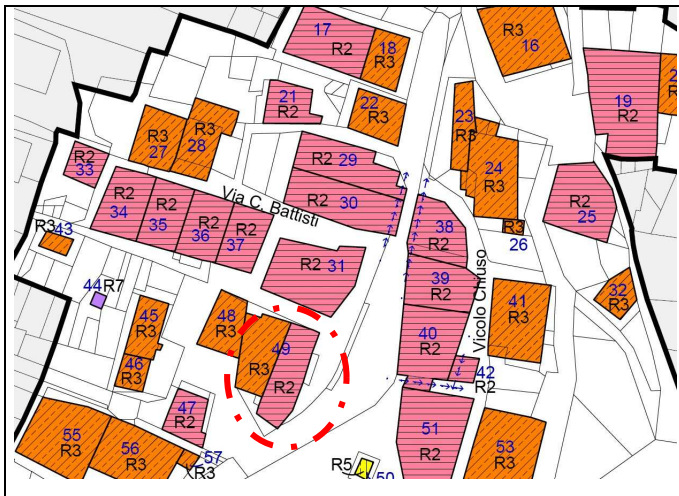 17
R2
18
R3
R3
16
19
R2
2
R
21
R2
22
R3
23
R3
24
R3
R3
27
R3
28
29
R2
R2
30
R2
33
R2
34
R2
35
R2
36
R2
37
Via C. Battisti
R2
25
R3
26
38
R2
39
R2
40
R2
Vicolo Chiuso
R3
43
R2
31
44
R7
41
R3
32
R3
45
R3
46
R3
48
R3
49
R3
R2
42
R2
47
R2
51
R2
53
R3
55
R3
56
R3
57
R3
R5
50